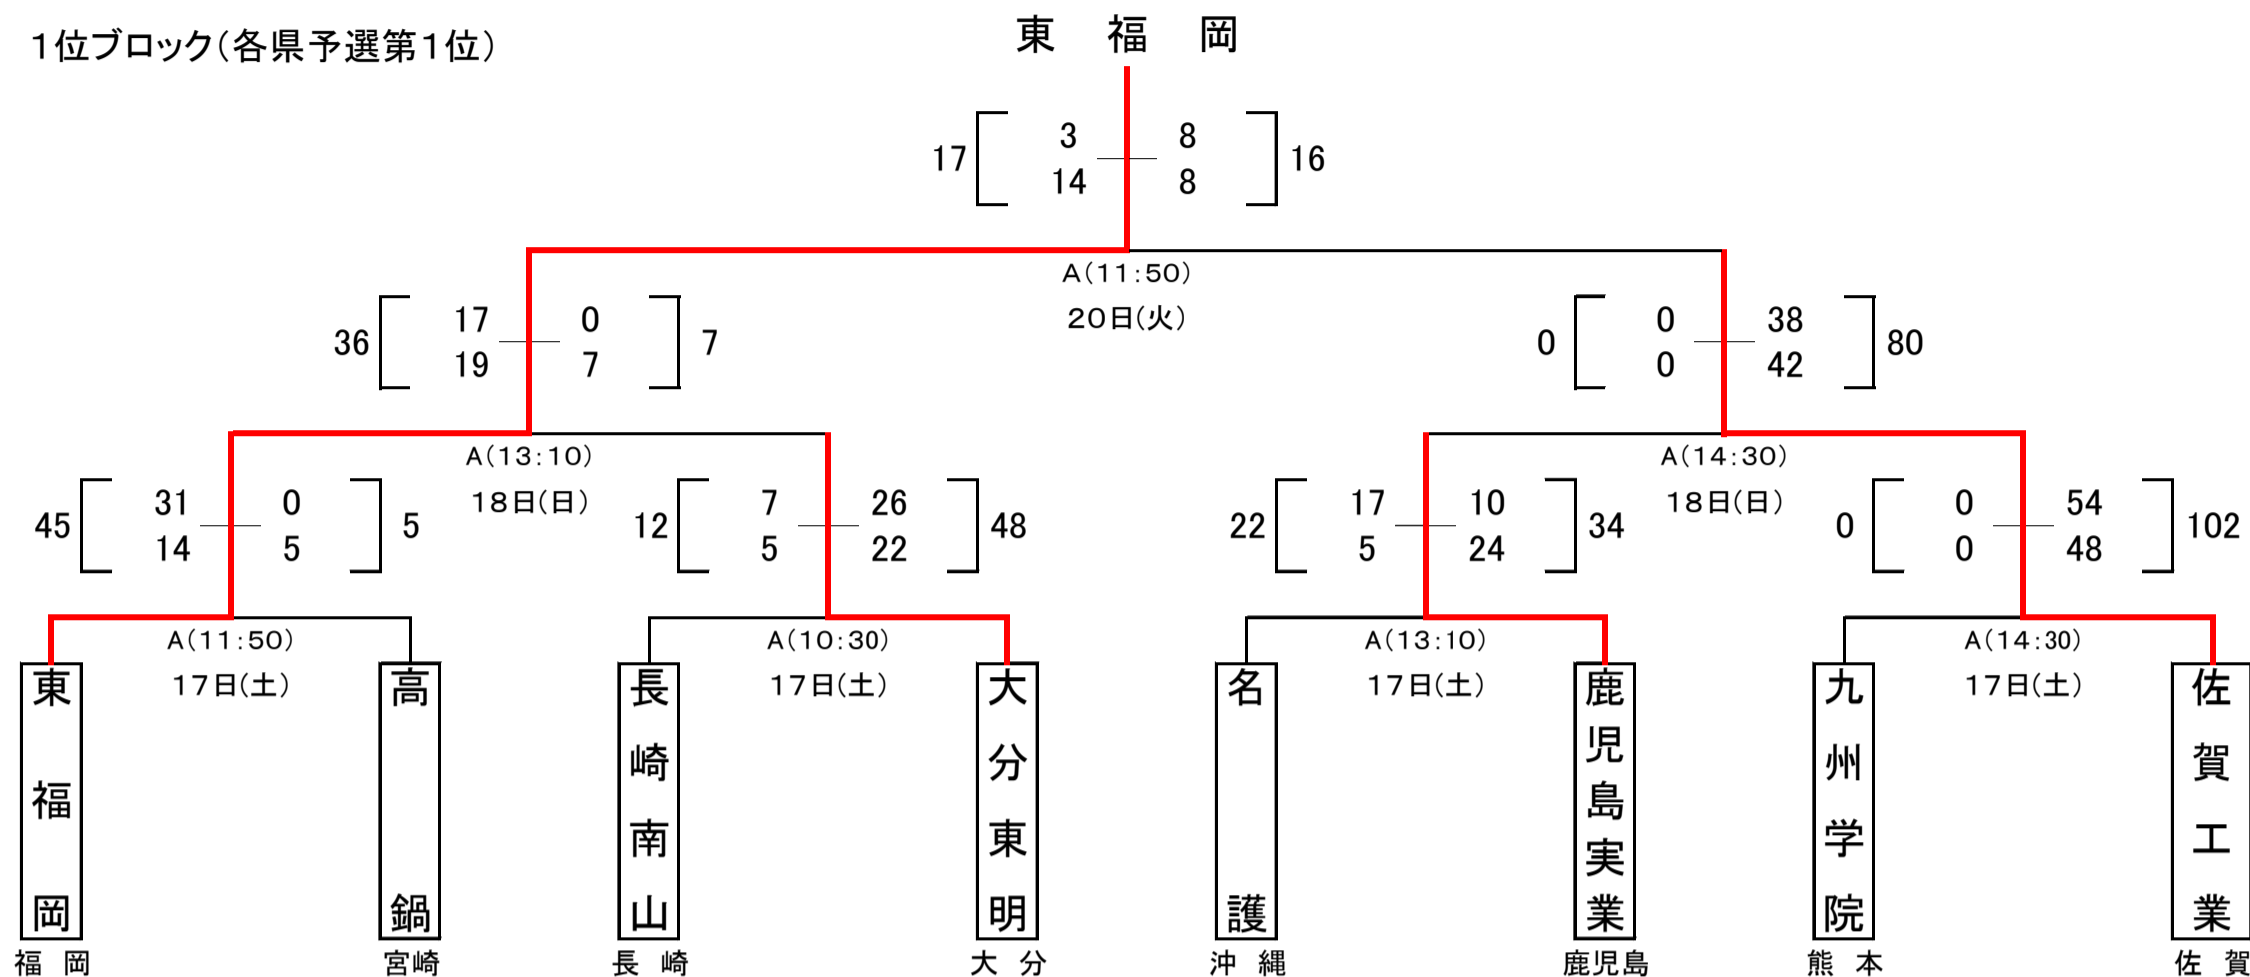 1位ブロック(各県予選第1位)
東福岡
17 3 8 16
14 8
A(11:50)
20日(火)
36 17 0 7
19 7
0 0 38 80
0 42
A(13:10)
18日(日)
A(14:30)
18日(日)
45 31 0 5
14 5
12 7 26 48
5 22
22 17 10 34
5 24
0 0 54 102
0 48
A(11:50)
17日(土)
A(10:30)
17日(土)
A(13:10)
17日(土)
A(14:30)
17日(土)
東福岡
高鍋
長崎南山
大分東明
名護
鹿児島実業
九州学院
佐賀工業
福岡
宮崎
長崎
大分
沖縄
鹿児島
熊本
佐賀